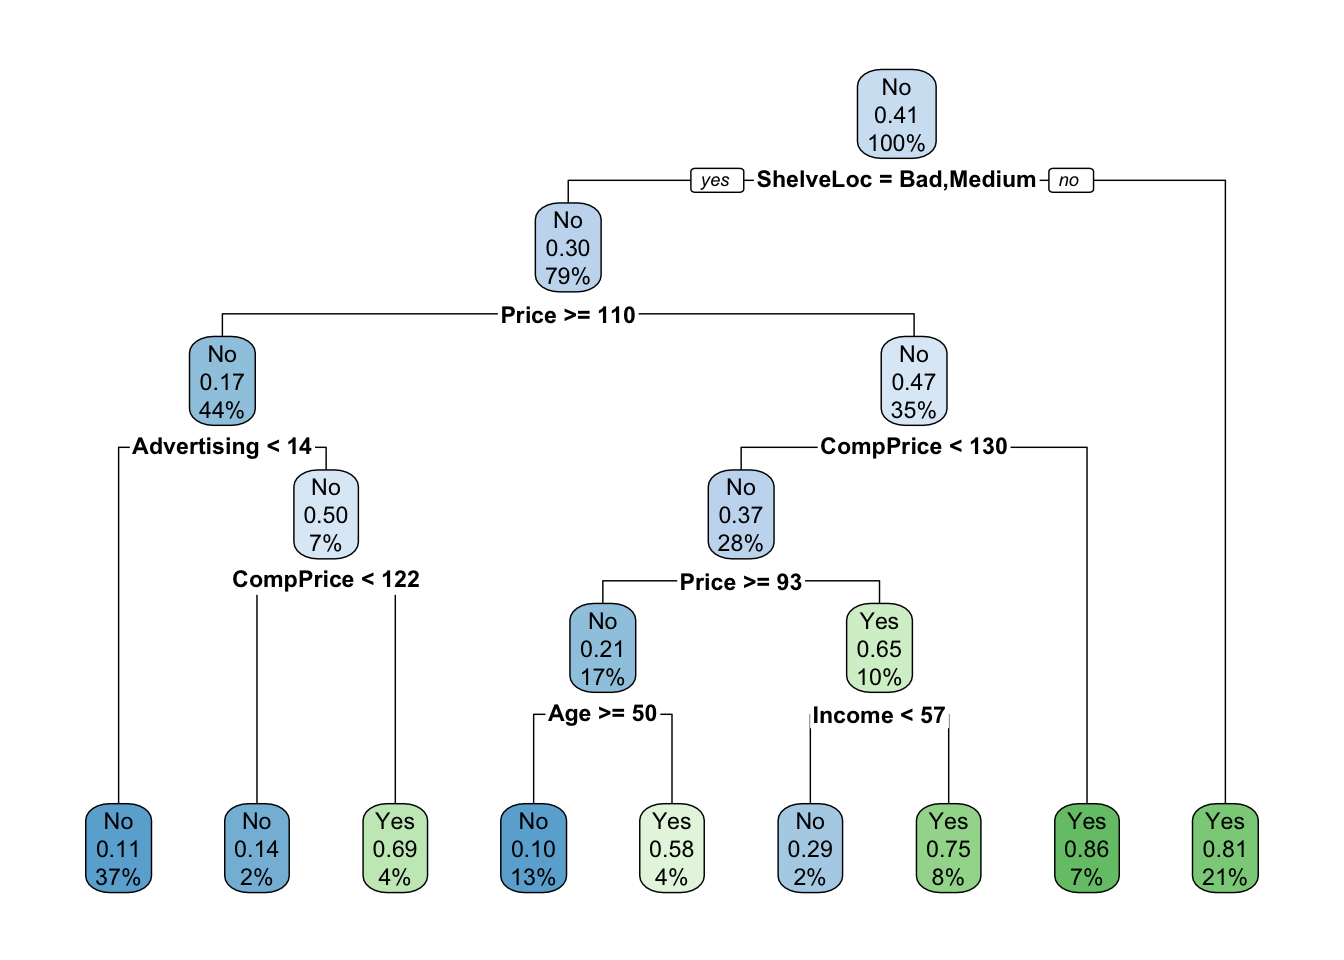 No
0.41
100%
yes ShelveLoc = Bad,Medium no
No
0.30
79%
Price >= 110
No
0.17
44%
No
0.47
35%
Advertising < 14
CompPrice < 130
No
0.50
7%
No
0.37
28%
CompPrice < 122
Price >= 93
No
0.21
17%
Yes
0.65
10%
Age >= 50
Income < 57
No
0.11
37%
No
0.14
2%
Yes
0.69
4%
No
0.10
13%
Yes
0.58
4%
No
0.29
2%
Yes
0.75
8%
Yes
0.86
7%
Yes
0.81
21%